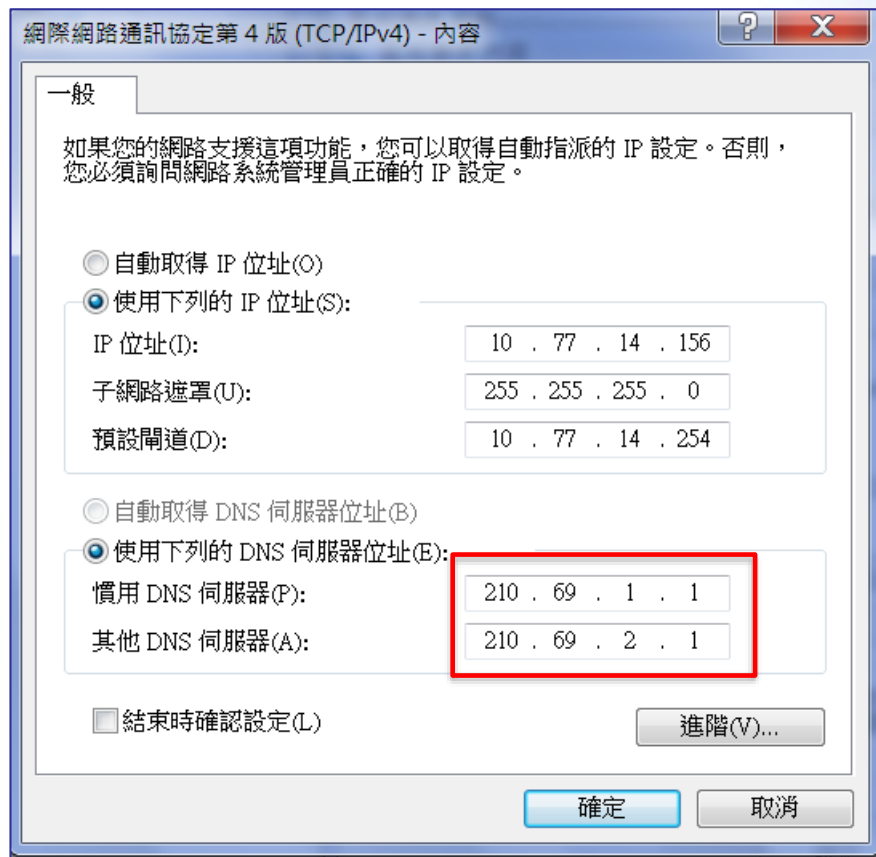 網際網路通訊協定第 4 版 (TCP/IPv4) - 內容
一般
如果您的網路支援這項功能，您可以取得自動指派的 IP 設定。否則，
您必須詢問網路系統管理員正確的 IP 設定。
自動取得 IP 位址(O)
使用下列的 IP 位址(S):
IP 位址(I): 10 . 77 . 14 . 156
子網路遮罩(U): 255 . 255 . 255 . 0
預設閘道(D): 10 . 77 . 14 . 254
自動取得 DNS 伺服器位址(B)
使用下列的 DNS 伺服器位址(E):
慣用 DNS 伺服器(P): 210 . 69 . 1 . 1
其他 DNS 伺服器(A): 210 . 69 . 2 . 1
結束時確認設定(L)
進階(V)...
確定 取消